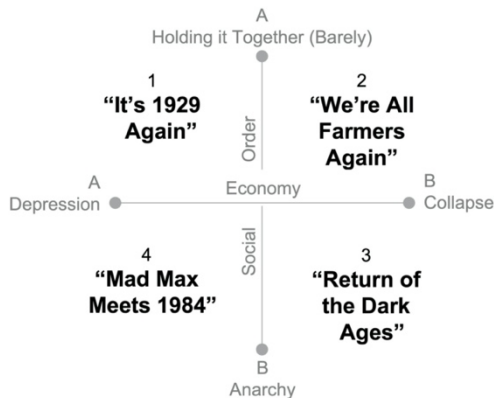 A
Holding it Together (Barely)
1
“It’s 1929
Again”
2
“We’re All
Farmers
Again”
Order
A
Depression
Economy
B
Collapse
Social
4
“Mad Max
Meets 1984”
3
“Return of
the Dark
Ages”
B
Anarchy